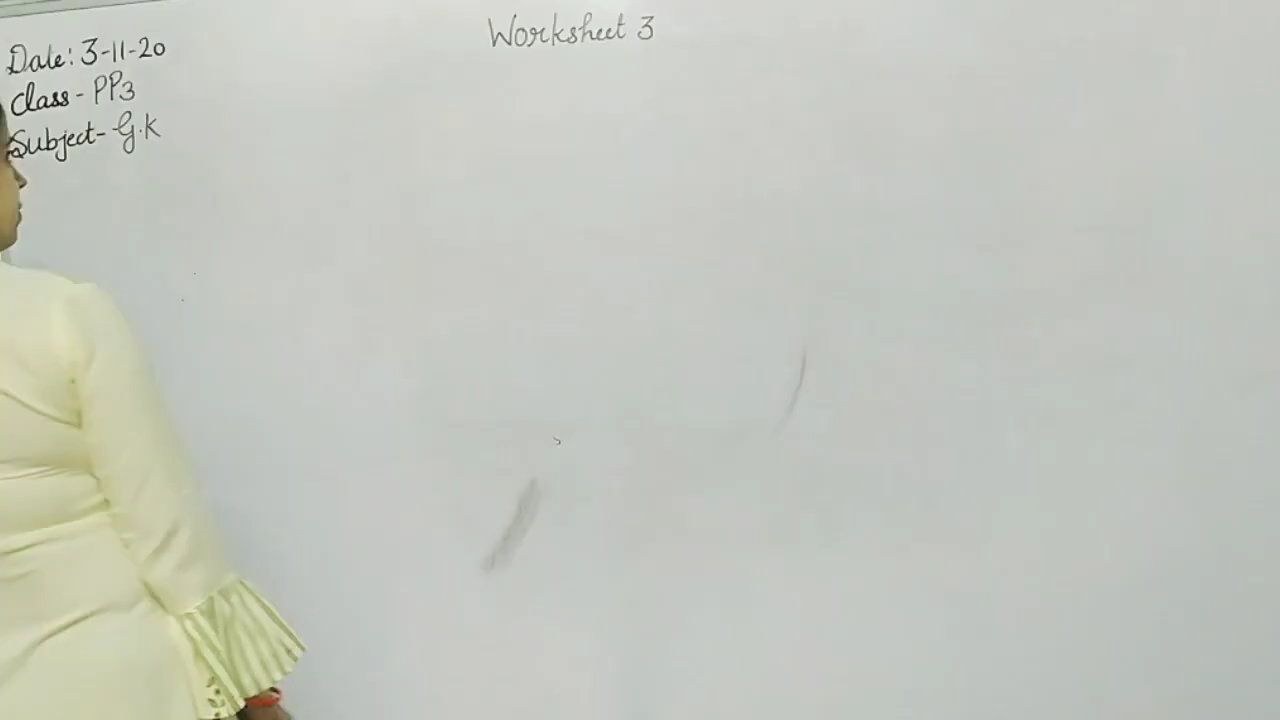 Worksheet 3
Date: 3-11-20
Class - PP3
Subject- G.K